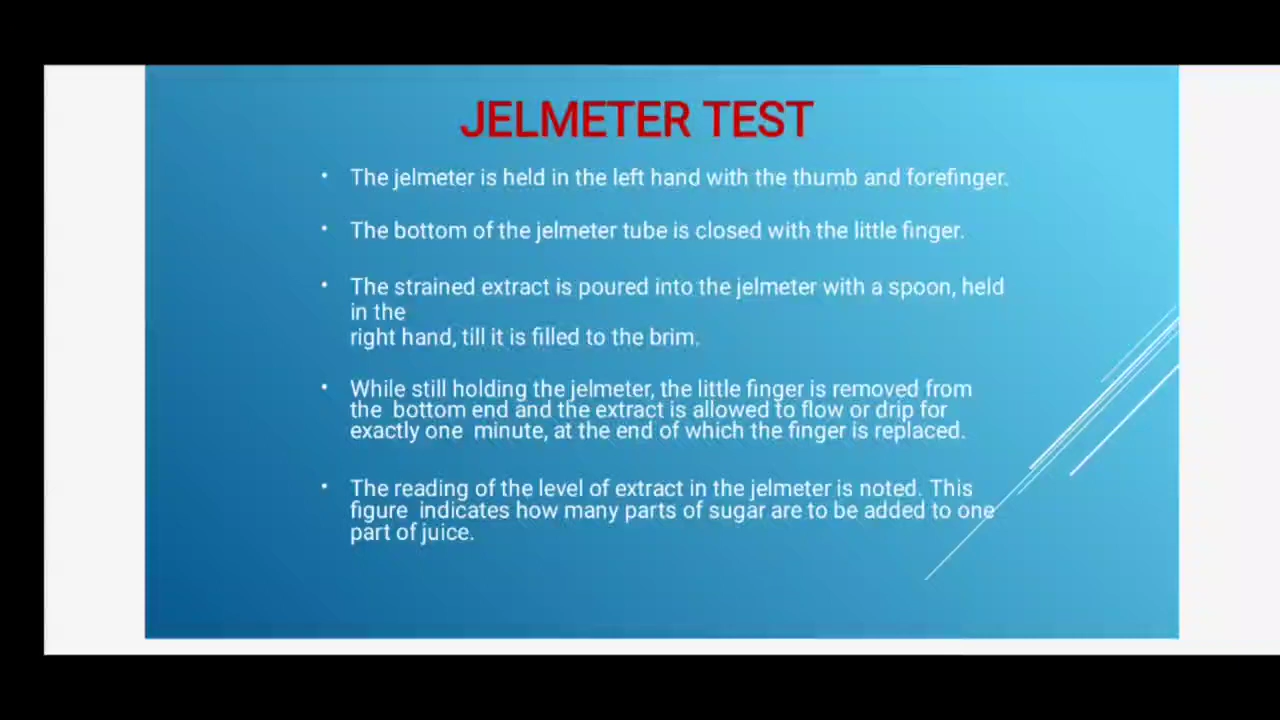 JELMETER TEST
• The jelmeter is held in the left hand with the thumb and forefinger.
• The bottom of the jelmeter tube is closed with the little finger.
• The strained extract is poured into the jelmeter with a spoon, held
in the
right hand, till it is filled to the brim.
• While still holding the jelmeter, the little finger is removed from
the bottom end and the extract is allowed to flow or drip for
exactly one minute, at the end of which the finger is replaced.
• The reading of the level of extract in the jelmeter is noted. This
figure indicates how many parts of sugar are to be added to one
part of juice.